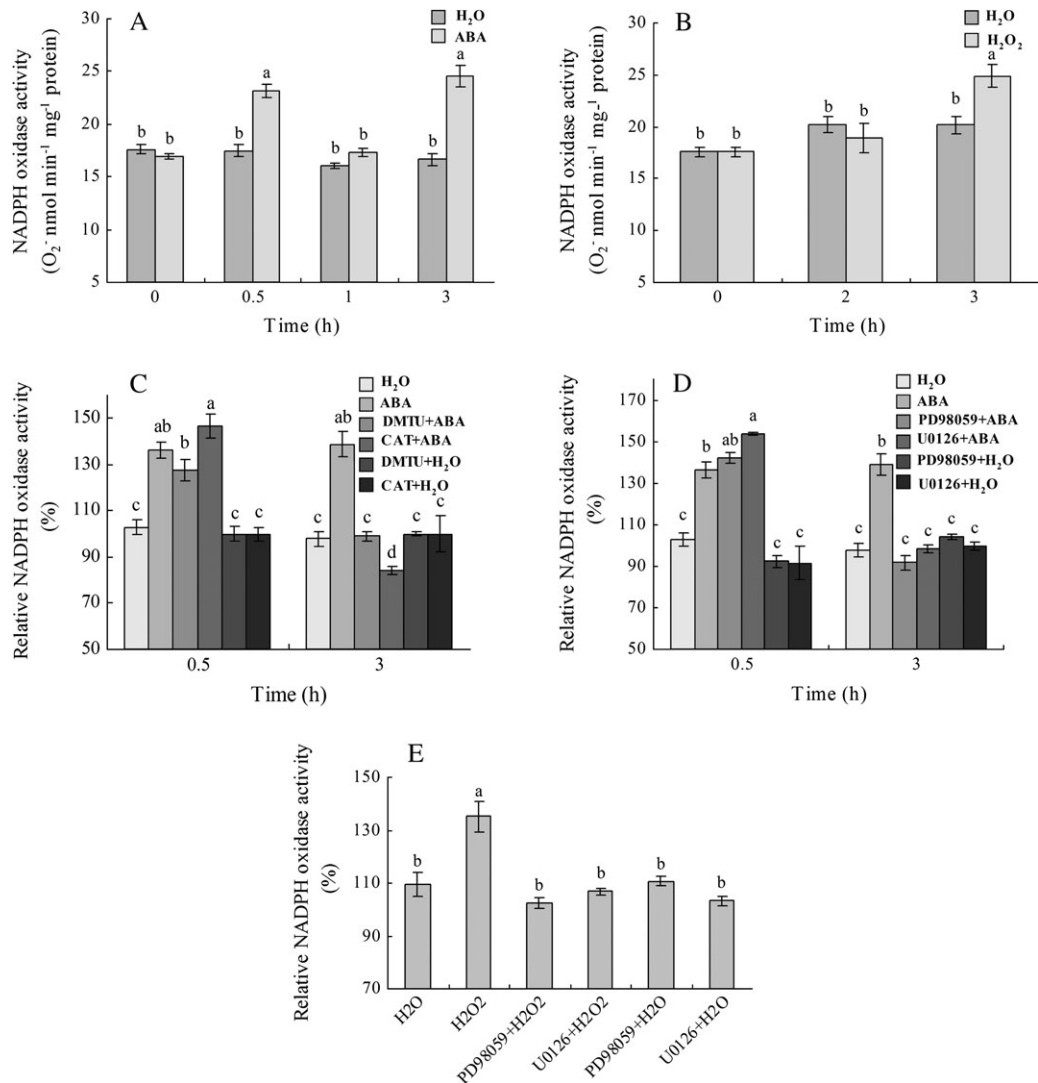 A
H₂O
ABA
NADPH oxidase activity
(O₂⁻ nmol min⁻¹ mg⁻¹ protein)
30
25
20
15
10
5
b b b a b b b a
0 0.5 1 3
Time (h)
B
H₂O
H₂O₂
NADPH oxidase activity
(O₂⁻ nmol min⁻¹ mg-¹ protein)
30
25
20
15
10
5
b b b b b a
0 2 3
Time (h)
C
H₂O
ABA
DMTU+ABA
CAT+ABA
DMTU+H₂O
CAT+H₂O
Relative NADPH oxidase activity
(%)
150
130
110
90
70
50
c ab b a c c c ab c d c c
0.5 3
Time (h)
D
H₂O
ABA
PD98059+ABA
U0126+ABA
PD98059+H₂O
U0126+H₂O
Relative NADPH oxidase activity
(%)
170
150
130
110
90
70
50
c b ab a c c c b c c c c
0.5 3
Time (h)
E
Relative NADPH oxidase activity
(%)
150
130
110
90
70
b a b b b b
H2O
H2O2
PD98059+H2O2
U0126+H2O2
PD98059+H2O
U0126+H2O